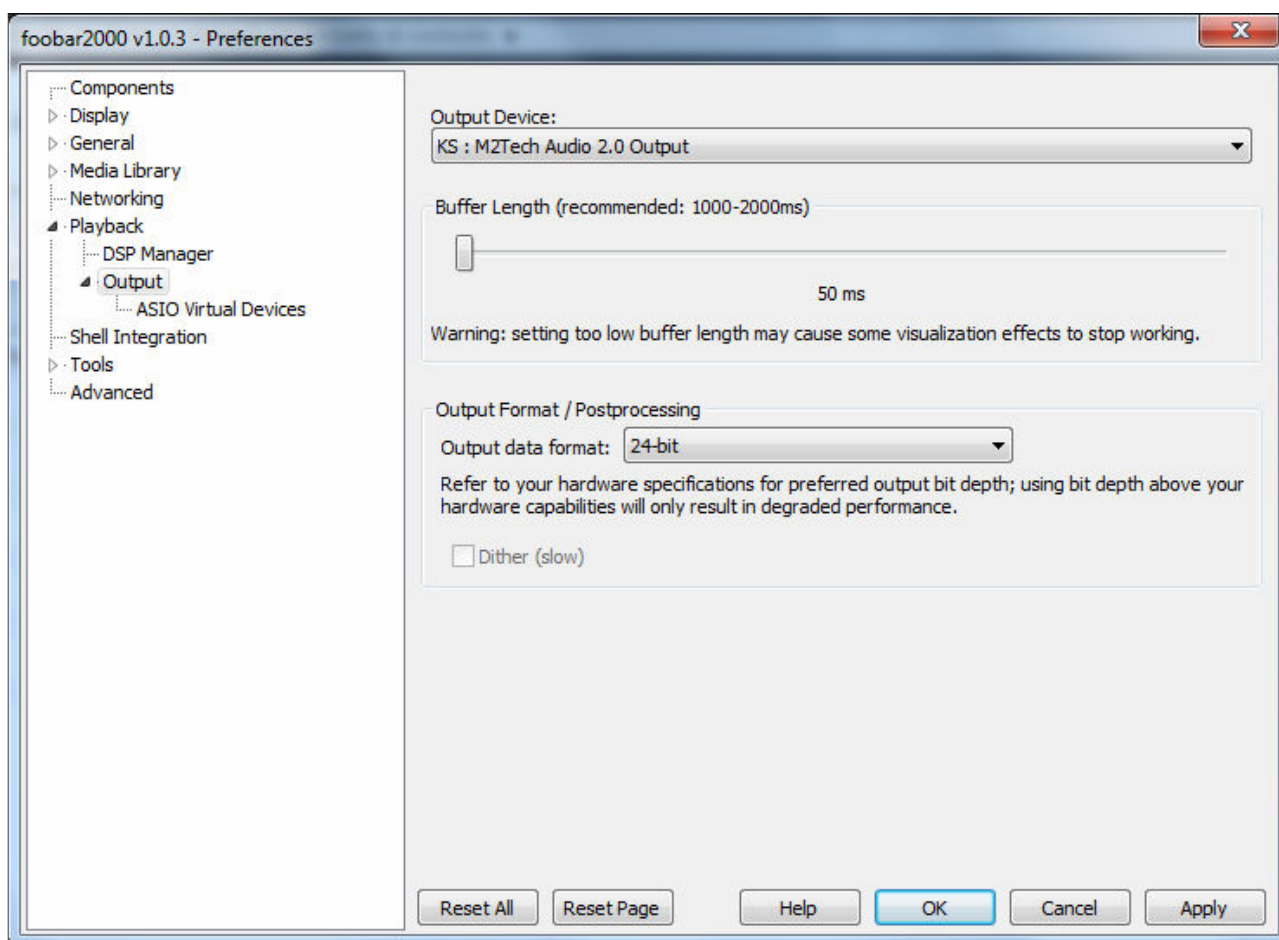 foobar2000 v1.0.3 - Preferences
Components
Display
General
Media Library
Networking
Playback
DSP Manager
Output
ASIO Virtual Devices
Shell Integration
Tools
Advanced
Output Device:
KS : M2Tech Audio 2.0 Output
Buffer Length (recommended: 1000-2000ms)
50 ms
Warning: setting too low buffer length may cause some visualization effects to stop working.
Output Format / Postprocessing
Output data format: 24-bit
Refer to your hardware specifications for preferred output bit depth; using bit depth above your
hardware capabilities will only result in degraded performance.
Dither (slow)
Reset All Reset Page Help OK Cancel Apply